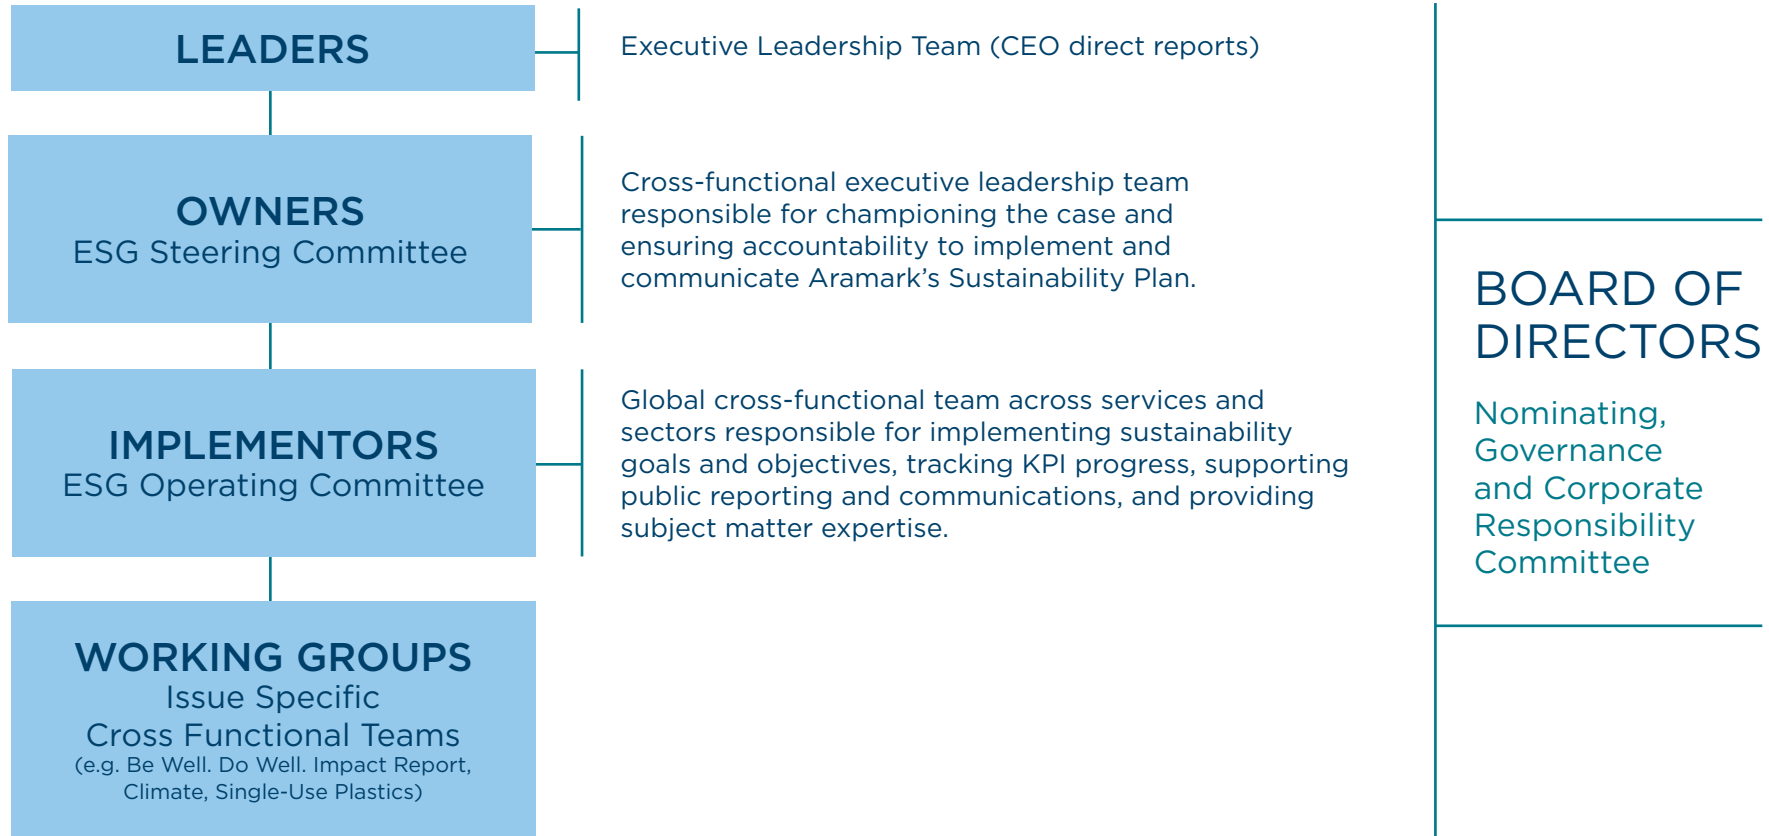 LEADERS
Executive Leadership Team (CEO direct reports)
OWNERS
ESG Steering Committee
Cross-functional executive leadership team
responsible for championing the case and
ensuring accountability to implement and
communicate Aramark’s Sustainability Plan.
IMPLEMENTORS
ESG Operating Committee
Global cross-functional team across services and
sectors responsible for implementing sustainability
goals and objectives, tracking KPI progress, supporting
public reporting and communications, and providing
subject matter expertise.
WORKING GROUPS
Issue Specific
Cross Functional Teams
(e.g. Be Well. Do Well. Impact Report,
Climate, Single-Use Plastics)
BOARD OF
DIRECTORS
Nominating,
Governance
and Corporate
Responsibility
Committee